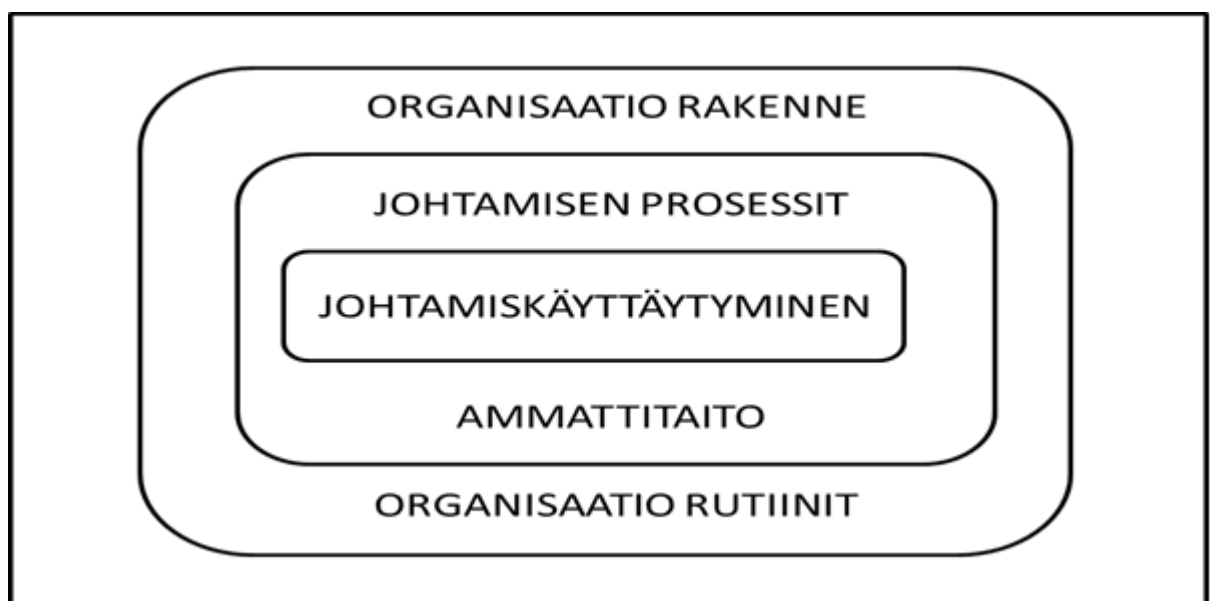 ORGANISAATIO RAKENNE
JOHTAMISEN PROSESSIT
JOHTAMISKÄYTTÄYTYMINEN
AMMATTITAITO
ORGANISAATIO RUTIINIT